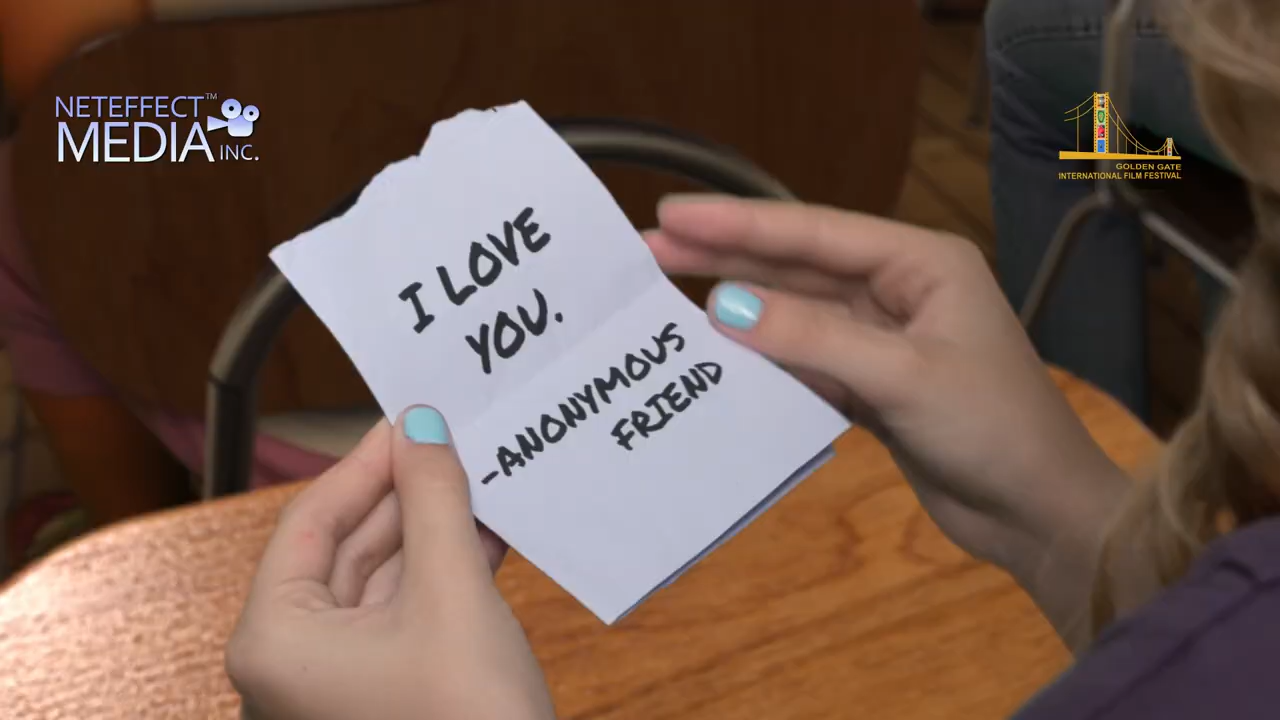 NETEFFECT™
MEDIA INC.
GOLDEN GATE
INTERNATIONAL FILM FESTIVAL
I LOVE
YOU.
-ANONYMOUS
FRIEND